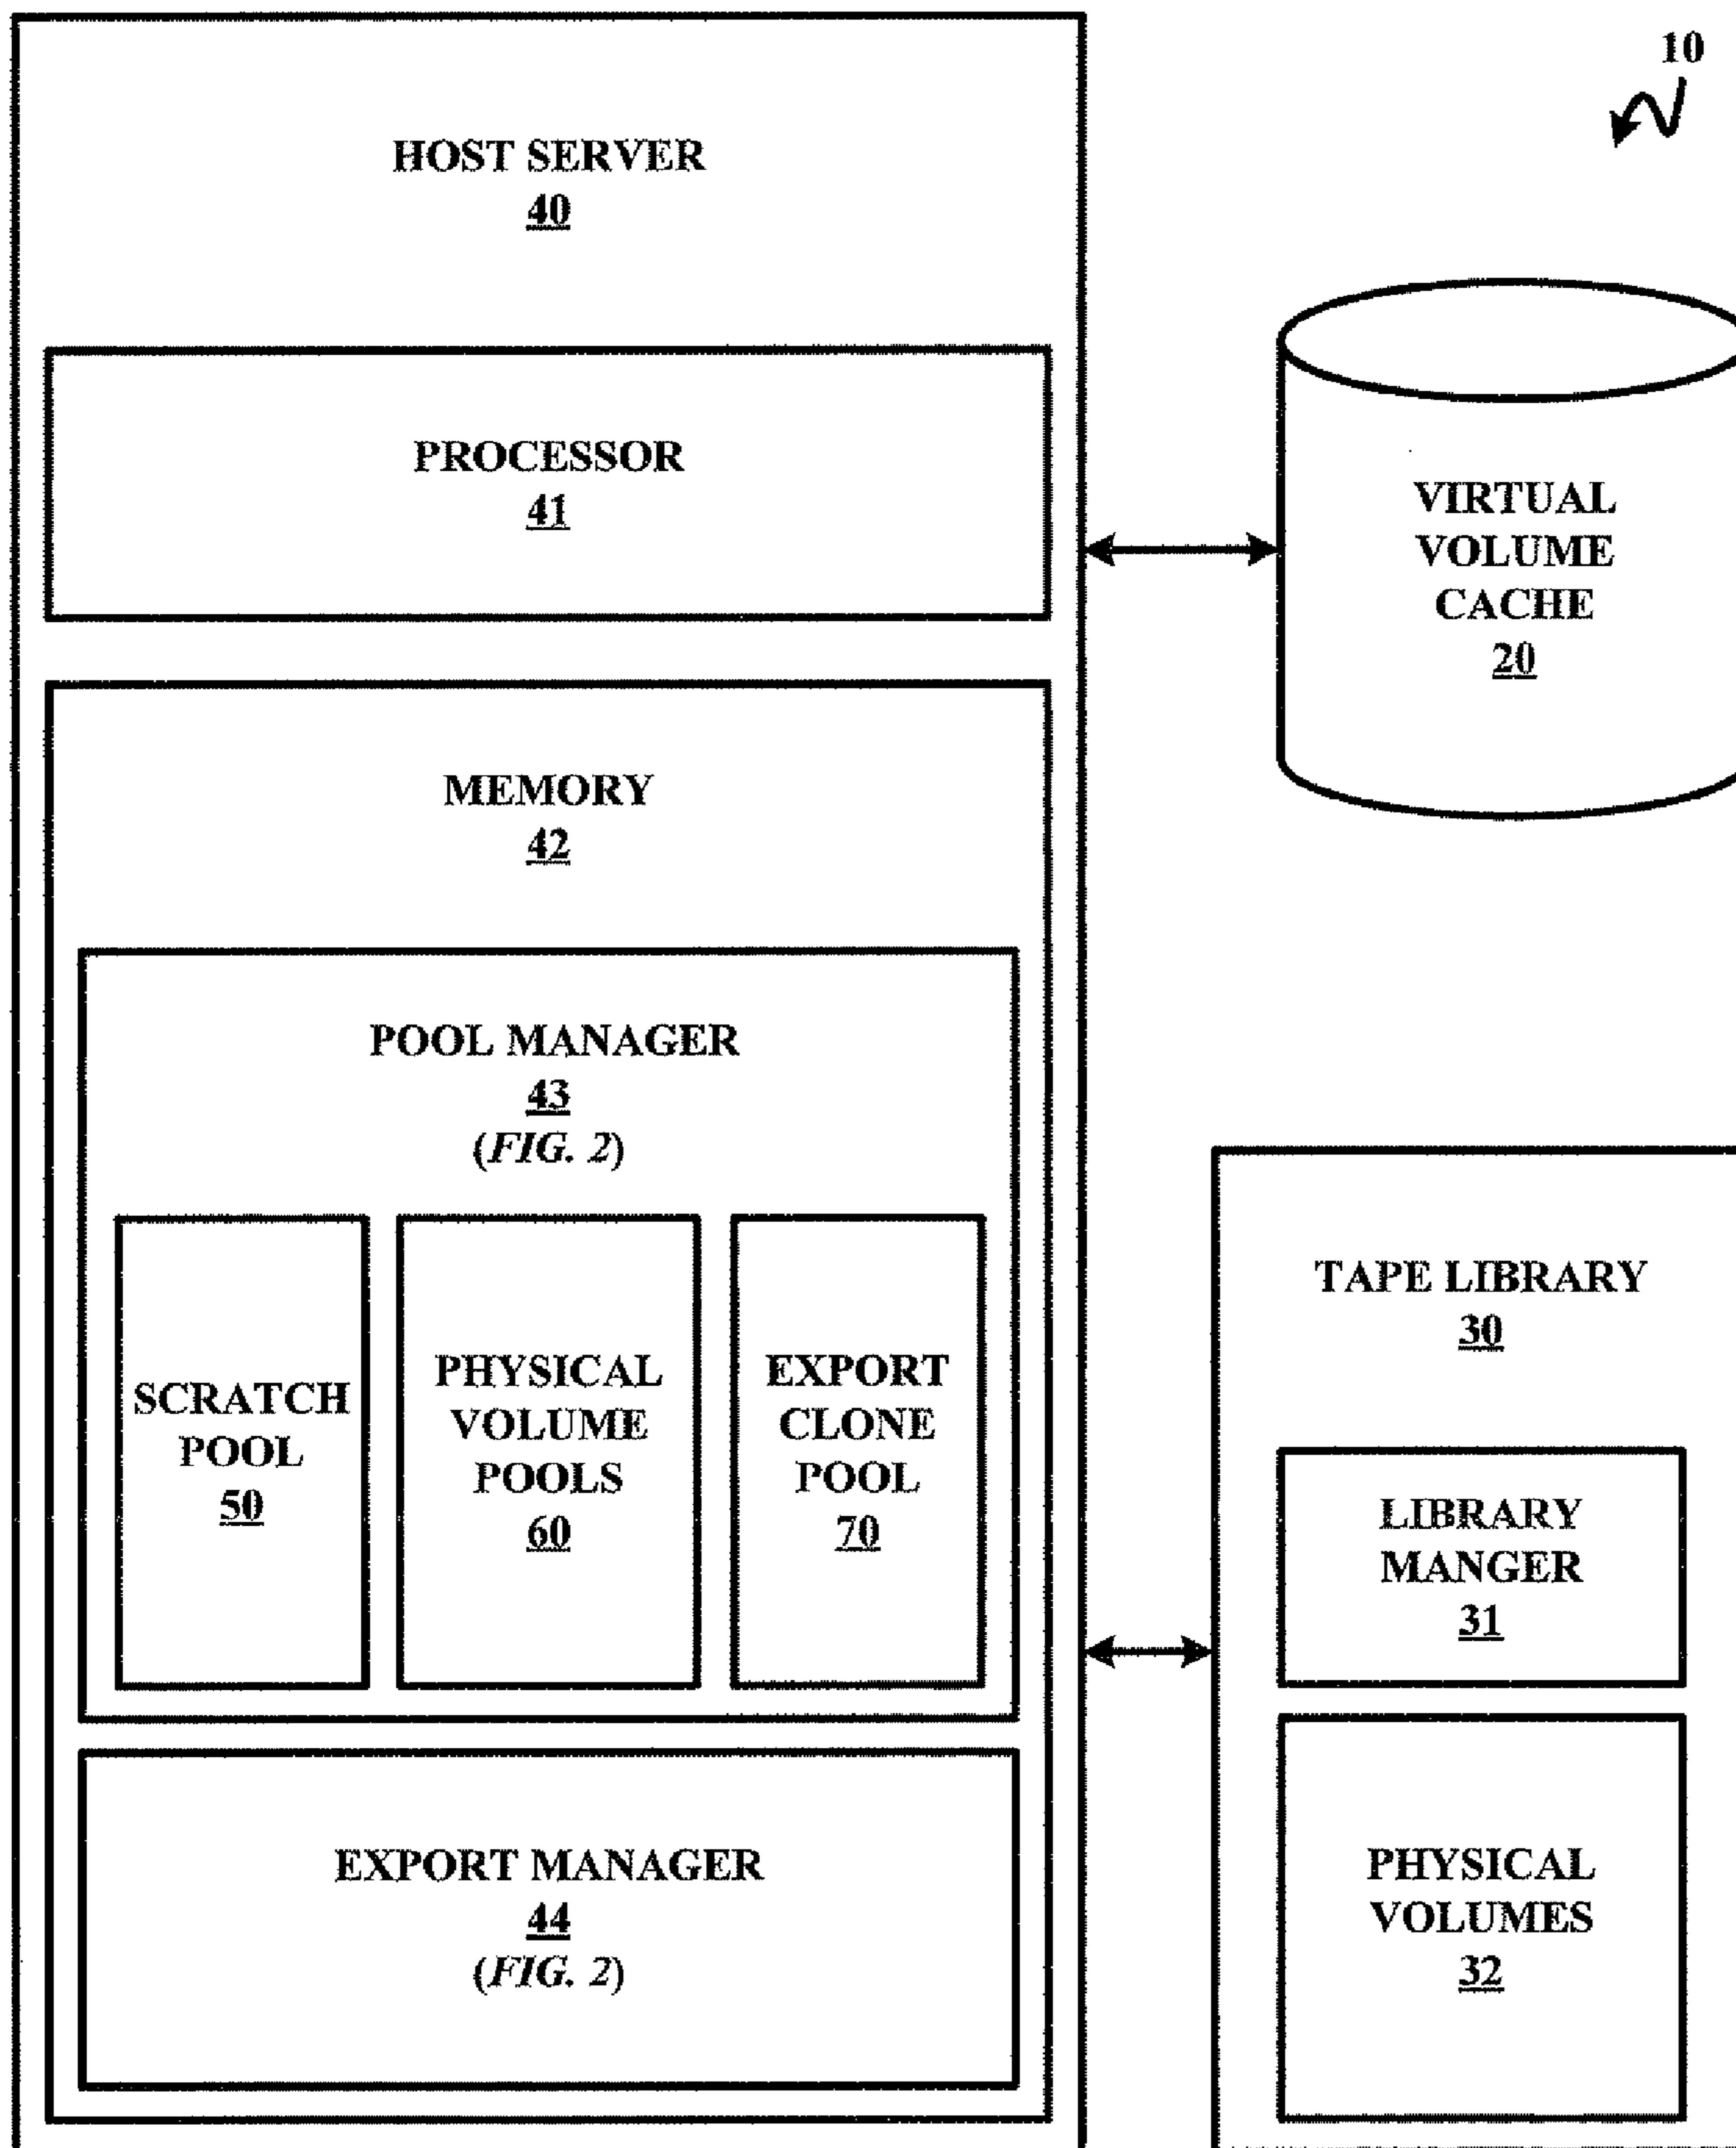 10
HOST SERVER
40
PROCESSOR
41
VIRTUAL
VOLUME
CACHE
20
MEMORY
42
POOL MANAGER
43
(FIG. 2)
SCRATCH
POOL
50
PHYSICAL
VOLUME
POOLS
60
EXPORT
CLONE
POOL
70
EXPORT MANAGER
44
(FIG. 2)
TAPE LIBRARY
30
LIBRARY
MANGER
31
PHYSICAL
VOLUMES
32